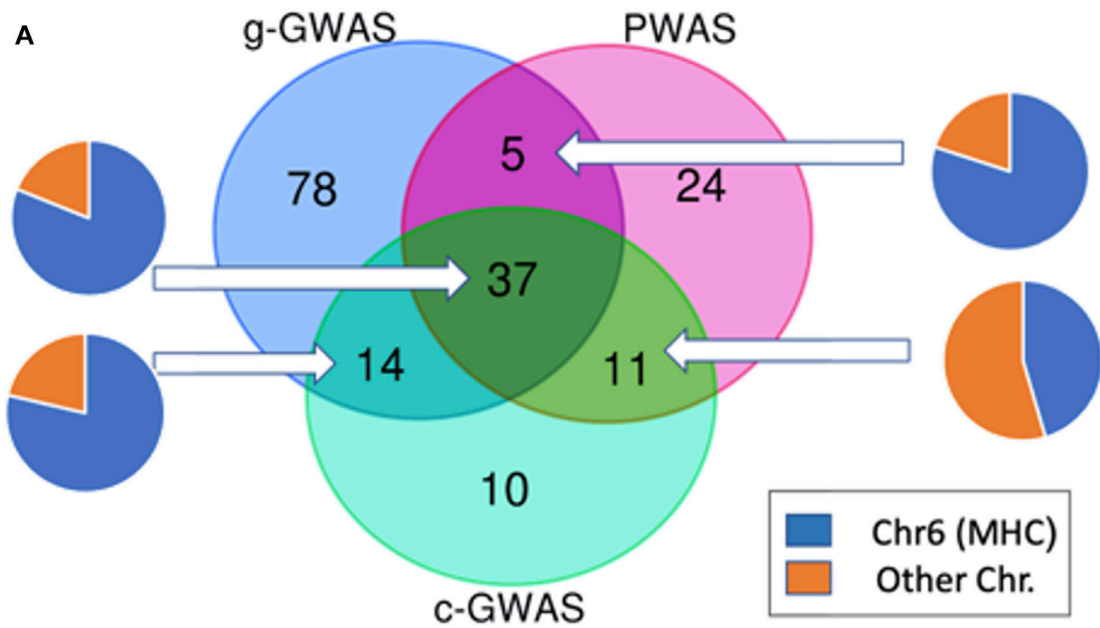 A
g-GWAS
PWAS
78
5
24
37
14
11
10
c-GWAS
Chr6 (MHC)
Other Chr.